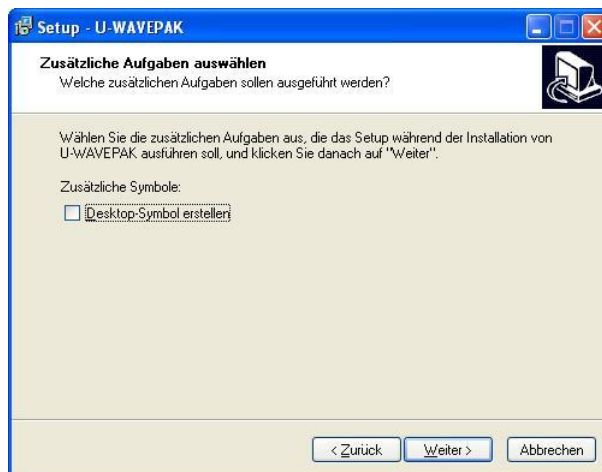 Setup - U-WAVEPAK
Zusätzliche Aufgaben auswählen
Welche zusätzlichen Aufgaben sollen ausgeführt werden?
Wählen Sie die zusätzlichen Aufgaben aus, die das Setup während der Installation von
U-WAVEPAK ausführen soll, und klicken Sie danach auf "Weiter".
Zusätzliche Symbole:
Desktop-Symbol erstellen
< Zurück Weiter > Abbrechen